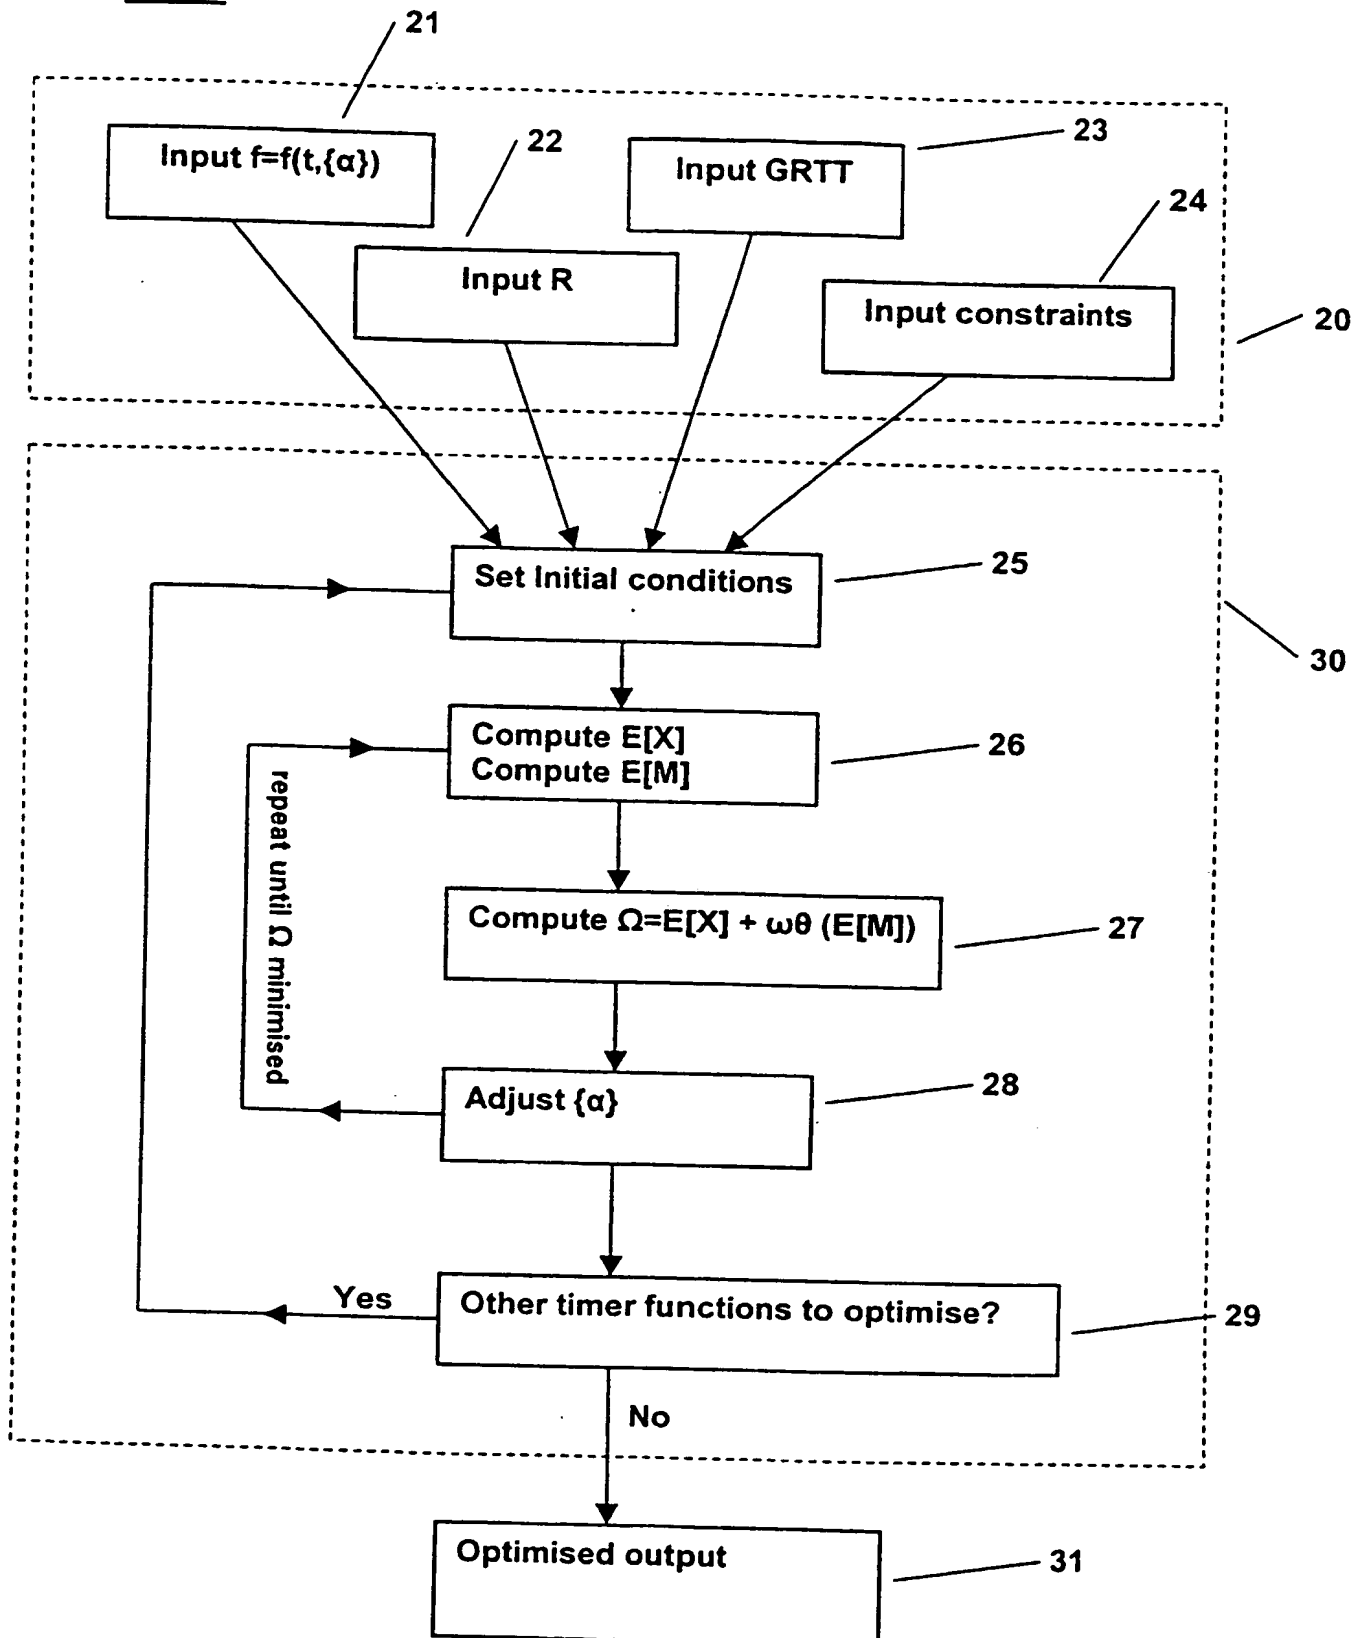 21
Input f=f(t,{α})
22
Input GRTT
23
Input R
24
Input constraints
20
Set Initial conditions
25
30
Compute E[X]
Compute E[M]
26
repeat until Ω minimised
Compute Ω=E[X] + ωθ (E[M])
27
Adjust {α}
28
Yes
Other timer functions to optimise?
29
No
Optimised output
31